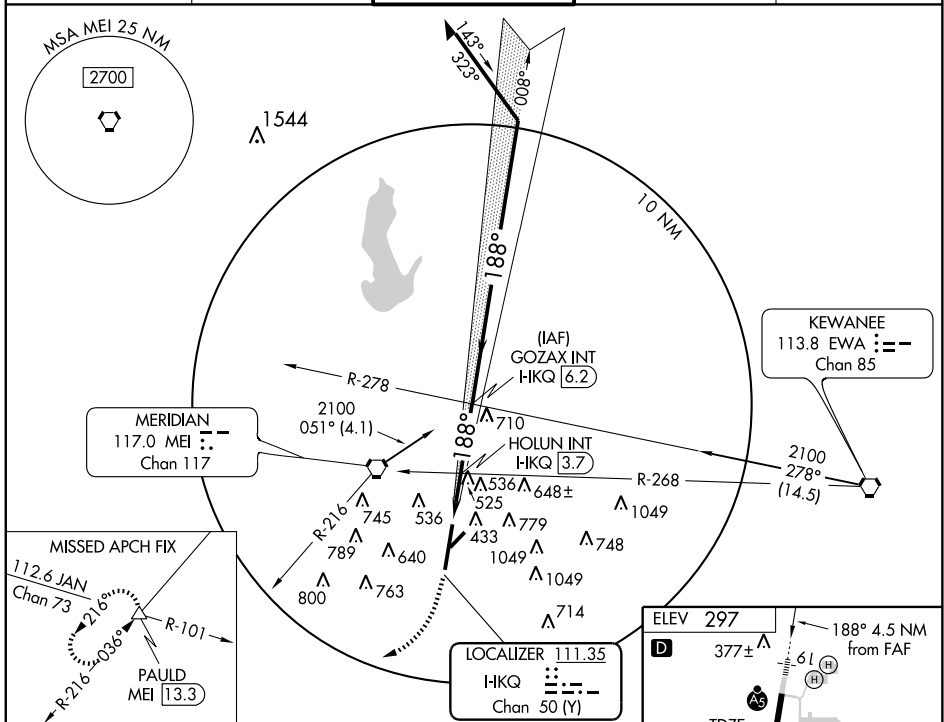 MSA MEI 25 NM
2700
1544
143°
323°
008°
10 NM
188°
(IAF)
GOZAX INT
I-IKQ 6.2
KEWANEE
113.8 EWA
Chan 85
R-278
2100
051° (4.1)
MERIDIAN
117.0 MEI
Chan 117
188°
710
HOLUN INT
I-IKQ 3.7
2100
278°
(14.5)
R-268
536
648±
525
1049
R-216
745
536
433
779
789
640
1049
748
800
763
1049
714
MISSED APCH FIX
112.6 JAN
Chan 73
216°
036°
R-101
R-216
PAULD
MEI 13.3
LOCALIZER 111.35
I-IKQ
Chan 50 (Y)
ELEV 297
D
377±
188° 4.5 NM
from FAF
19
H
H
A5
TDZE